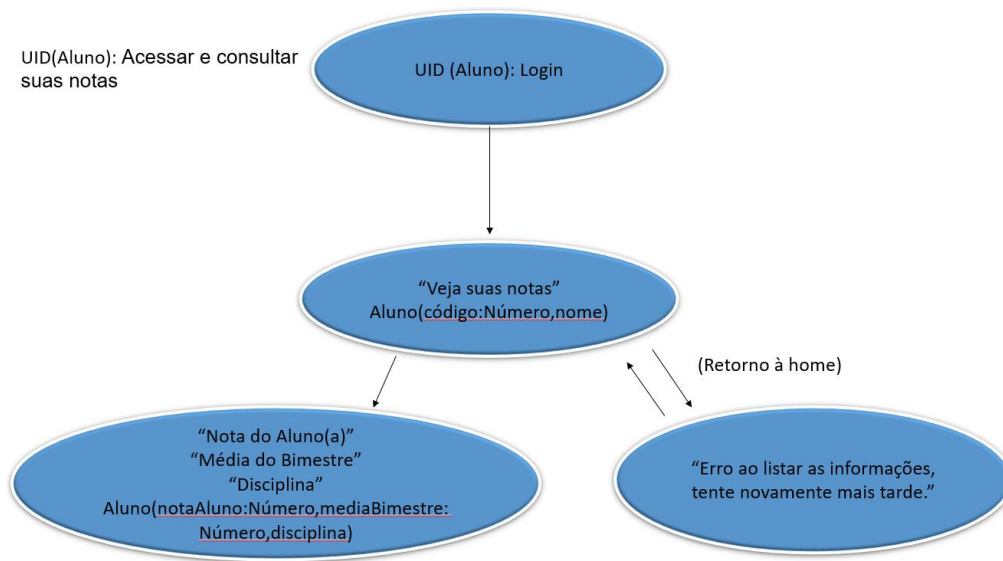 UID(Aluno): Acessar e consultar
suas notas
UID (Aluno): Login
“Veja suas notas”
Aluno(código:Número,nome)
(Retorno à home)
“Nota do Aluno(a)”
“Média do Bimestre”
“Disciplina”
Aluno(notaAluno:Número,mediaBimestre:
Número,disciplina)
“Erro ao listar as informações,
tente novamente mais tarde.”